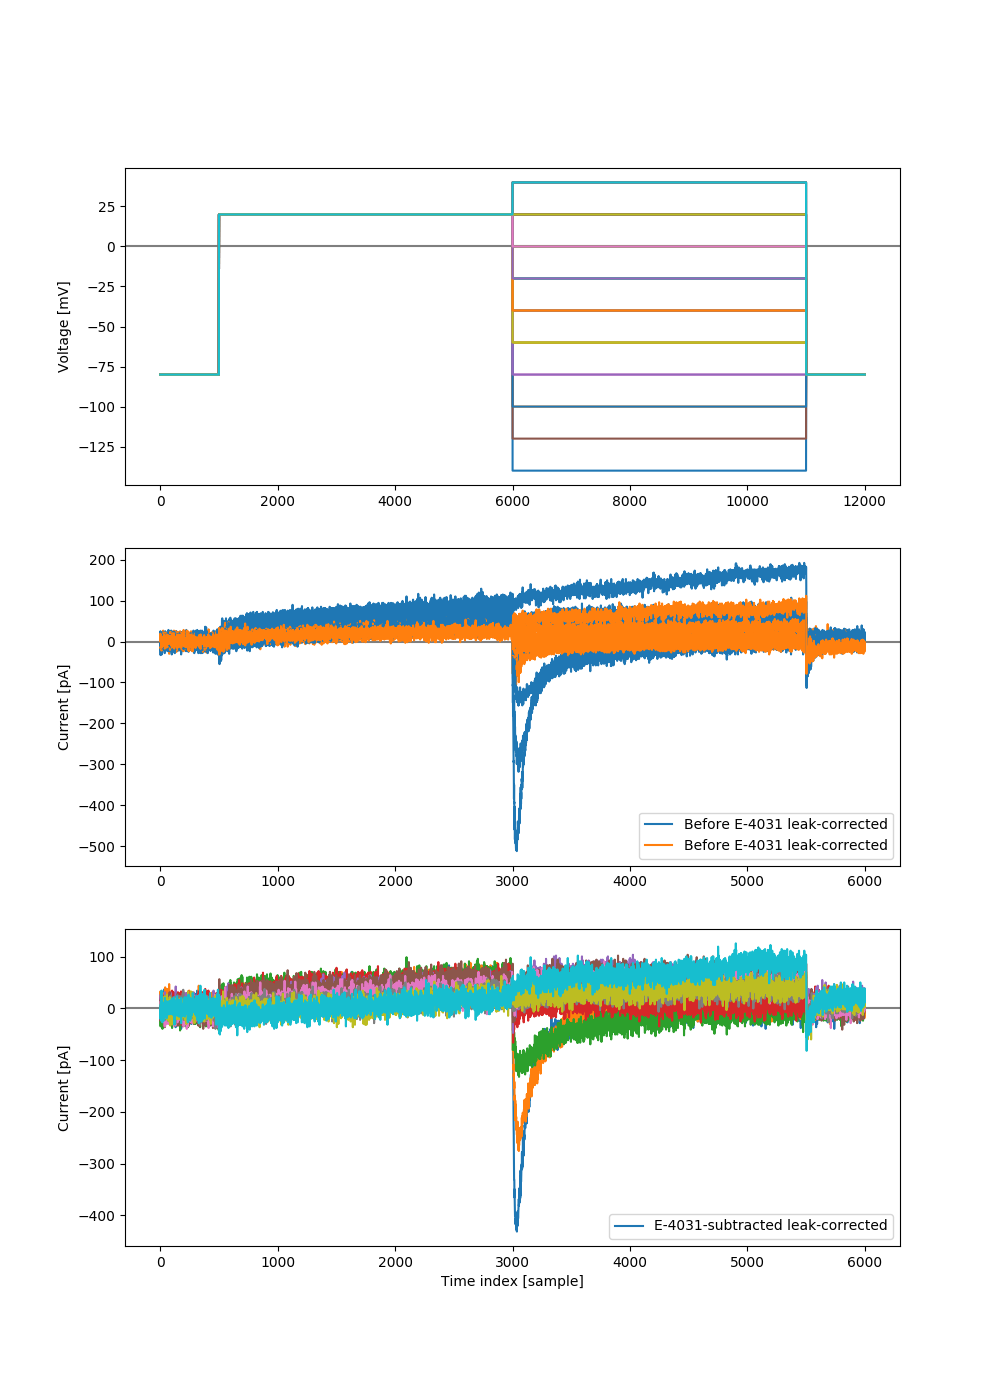 25
0
−25
−50
−75
−100
−125
Voltage [mV]
0 2000 4000 6000 8000 10000 12000
200
100
0
−100
−200
−300
−400
−500
Current [pA]
Before E-4031 leak-corrected
Before E-4031 leak-corrected
0 1000 2000 3000 4000 5000 6000
100
0
−100
−200
−300
−400
Current [pA]
E-4031-subtracted leak-corrected
0 1000 2000 3000 4000 5000 6000
Time index [sample]